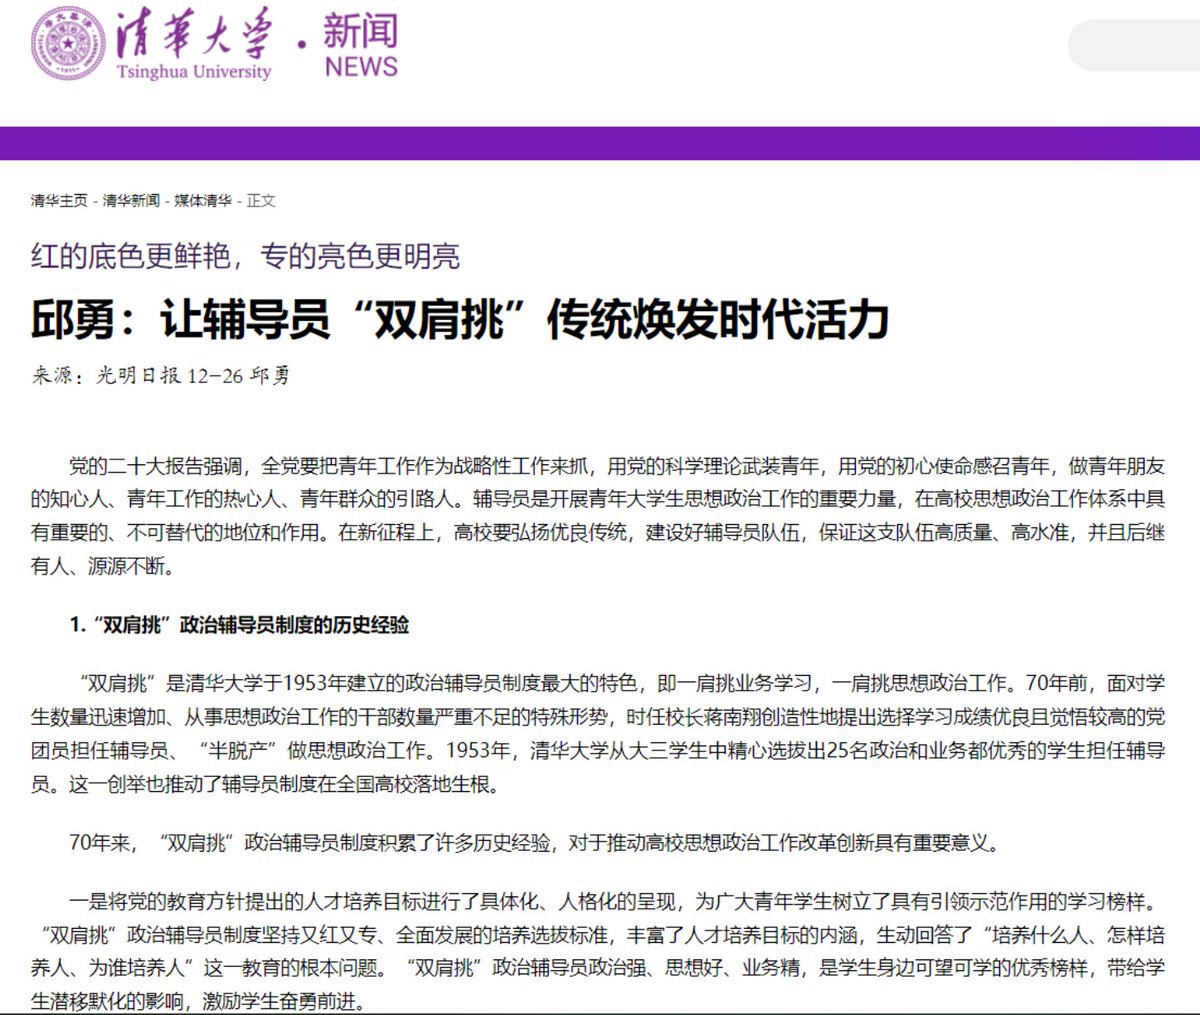 清华大学
Tsinghua University
·
新闻
NEWS
清华主页 - 清华新闻 - 媒体清华 - 正文
红的底色更鲜艳，专的亮色更明亮
邱勇：让辅导员“双肩挑”传统焕发时代活力
来源：光明日报 12-26 邱勇
党的二十大报告强调，全党要把青年工作作为战略性工作来抓，用党的科学理论武装青年，用党的初心使命感召青年，做青年朋友
的知心人、青年工作的热心人、青年群众的引路人。辅导员是开展青年大学生思想政治工作的重要力量，在高校思想政治工作体系中具
有重要的、不可替代的地位和作用。在新征程上，高校要弘扬优良传统，建设好辅导员队伍，保证这支队伍高质量、高水准，并且后继
有人、源源不断。
1. “双肩挑”政治辅导员制度的历史经验
“双肩挑”是清华大学于1953年建立的政治辅导员制度最大的特色，即一肩挑业务学习，一肩挑思想政治工作。70年前，面对学
生数量迅速增加、从事思想政治工作的干部数量严重不足的特殊形势，时任校长蒋南翔创造性地提出选择学习成绩优良且觉悟较高的党
团员担任辅导员、“半脱产”做思想政治工作。1953年，清华大学从大三学生中精心选拔出25名政治和业务都优秀的学生担任辅导
员。这一创举也推动了辅导员制度在全国高校落地生根。
70年来，“双肩挑”政治辅导员制度积累了许多历史经验，对于推动高校思想政治工作改革创新具有重要意义。
一是将党的教育方针提出的人才培养目标进行了具体化、人格化的呈现，为广大青年学生树立了具有引领示范作用的学习榜样。
“双肩挑”政治辅导员制度坚持又红又专、全面发展的培养选拔标准，丰富了人才培养目标的内涵，生动回答了“培养什么人、怎样培
养人、为谁培养人”这一教育的根本问题。“双肩挑”政治辅导员政治强、思想好、业务精，是学生身边可望可学的优秀榜样，带给学
生潜移默化的影响，激励学生奋勇前进。